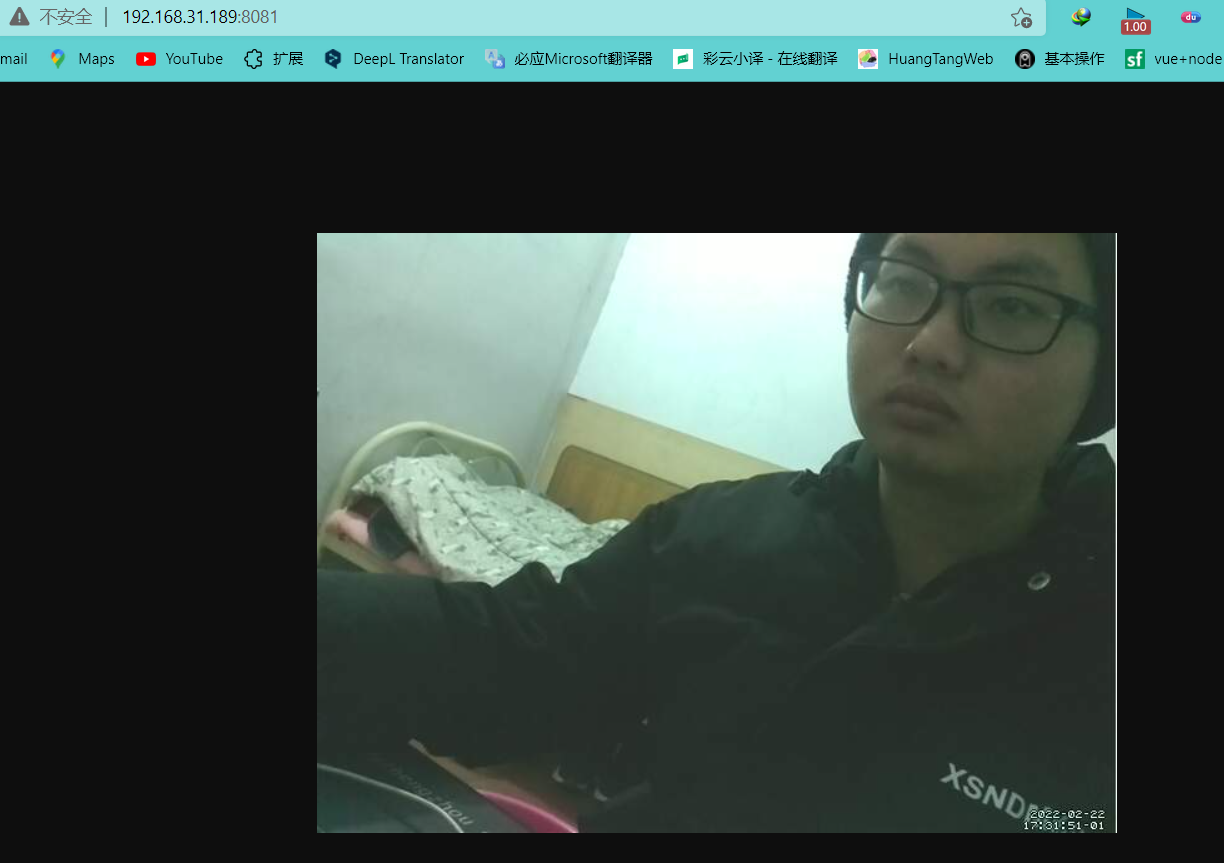 不安全 | 192.168.31.189:8081
1.00
du
mail Maps YouTube 扩展 DeepL Translator 必应Microsoft翻译器 彩云小译 - 在线翻译 HuangTangWeb 基本操作 sf vue+node
XSND
2022-02-22
17:31:51-01